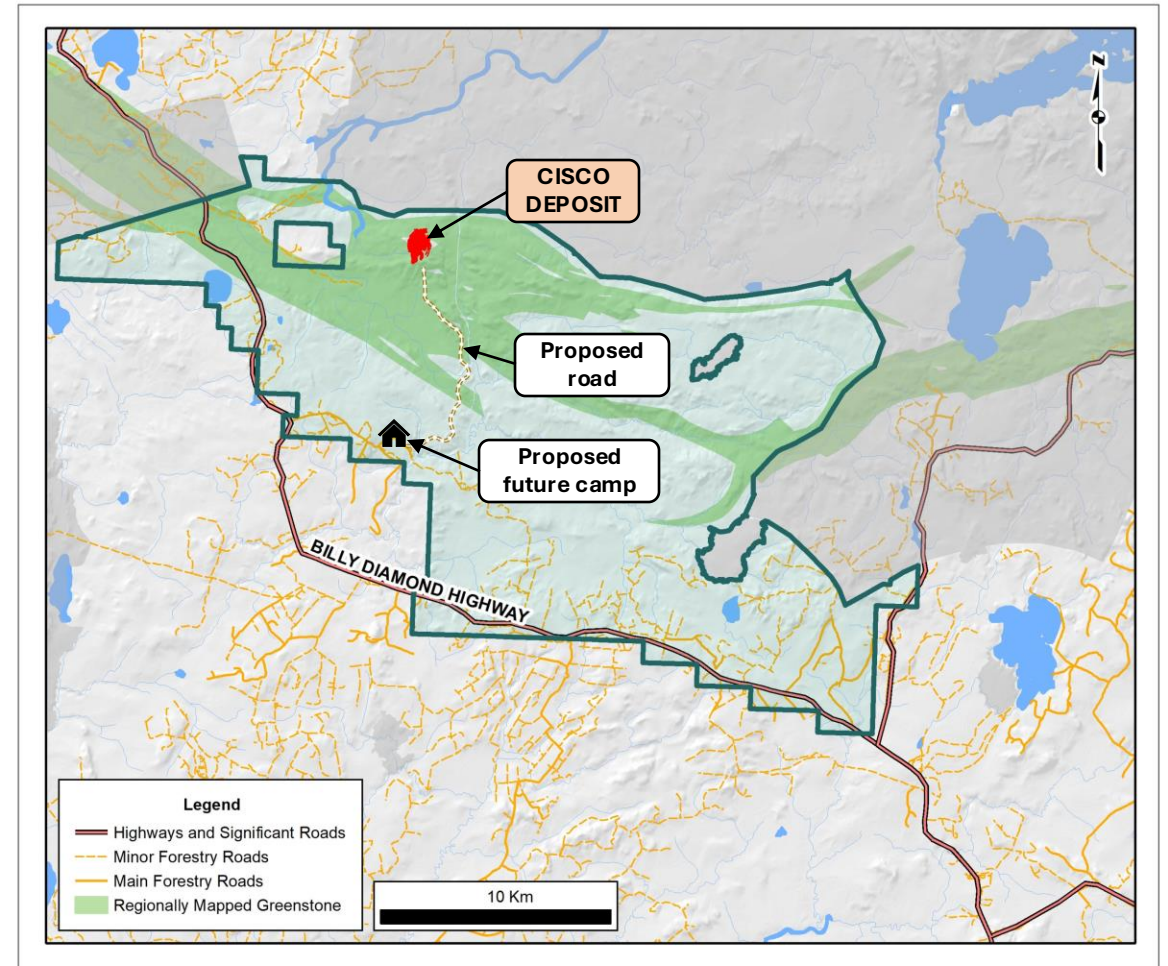 N
CISCO
DEPOSIT
Proposed
road
Proposed
future camp
BILLY DIAMOND HIGHWAY
Legend
Highways and Significant Roads
Minor Forestry Roads
Main Forestry Roads
Regionally Mapped Greenstone
10 Km